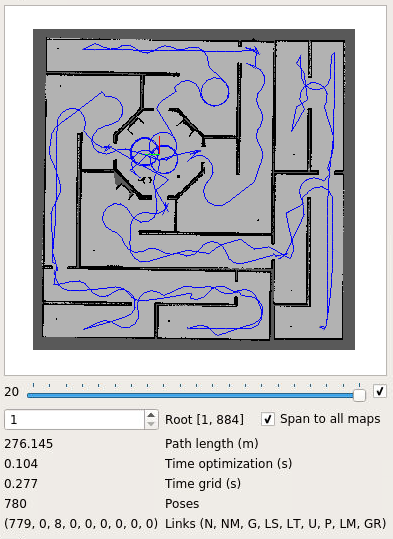 20
1 Root [1, 884] Span to all maps
276.145 Path length (m)
0.104 Time optimization (s)
0.277 Time grid (s)
780 Poses
(779, 0, 8, 0, 0, 0, 0, 0, 0) Links (N, NM, G, LS, LT, U, P, LM, GR)